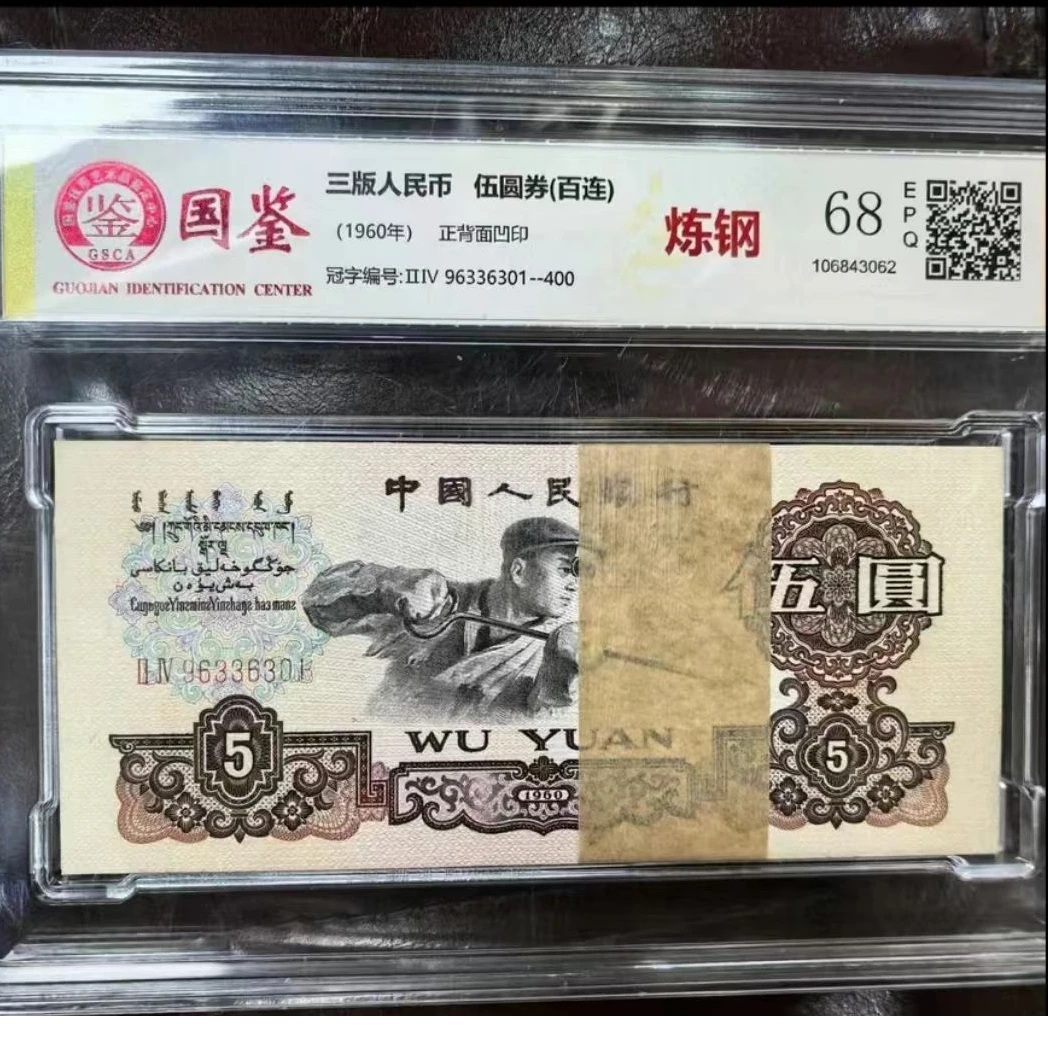 鉴
GSCA
国鉴
GUOJIAN IDENTIFICATION CENTER
三版人民币 伍圆券(百连)
(1960年) 正背面凹印
冠字编号:ⅡⅣ 96336301--400
炼钢
68
EPQ
106843062
中國人民銀行
伍圓
ⅡⅣ 96336301
5
WU YUAN
1960
5